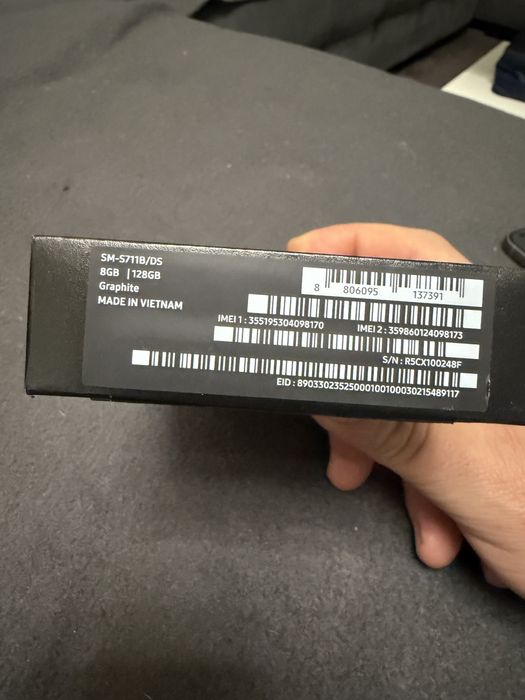 SM-S711B/DS
8GB | 128GB
Graphite
MADE IN VIETNAM
8 806095 137391
IMEI 1 : 355195304098170 IMEI 2 : 359860124098173
S/N : R5CX100248F
EID : 89033023525000100100030215489117